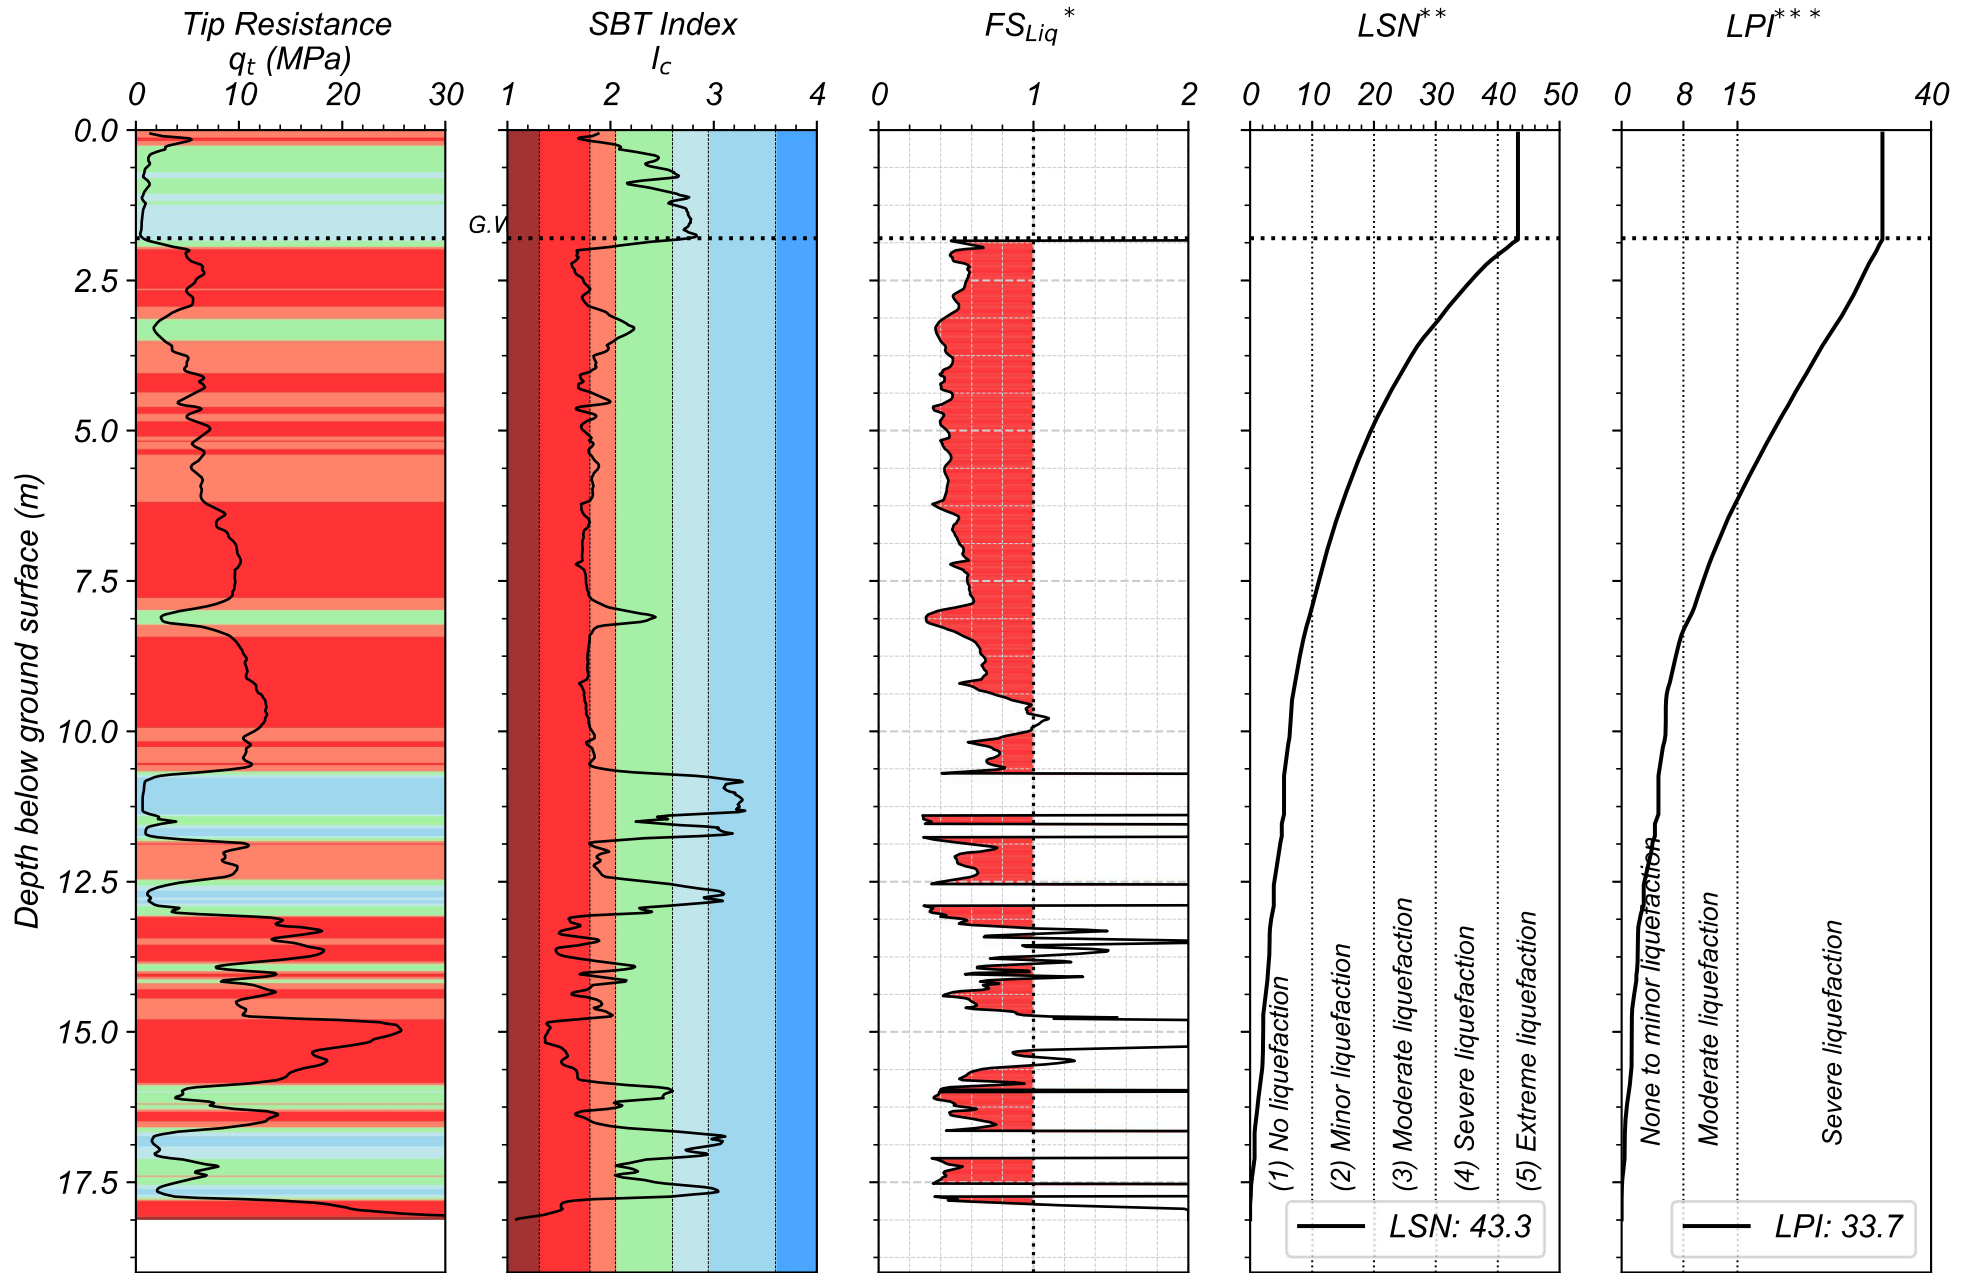 Tip Resistance
qt (MPa)
SBT Index
Ic
FSLiq*
LSN**
LPI***
0 10 20 30
1 2 3 4
0 1 2
0 10 20 30 40 50
0 8 15 40
0.0
2.5
5.0
7.5
10.0
12.5
15.0
17.5
Depth below ground surface (m)
G.W
(1) No liquefaction
(2) Minor liquefaction
(3) Moderate liquefaction
(4) Severe liquefaction
(5) Extreme liquefaction
None to minor liquefaction
Moderate liquefaction
Severe liquefaction
LSN: 43.3
LPI: 33.7